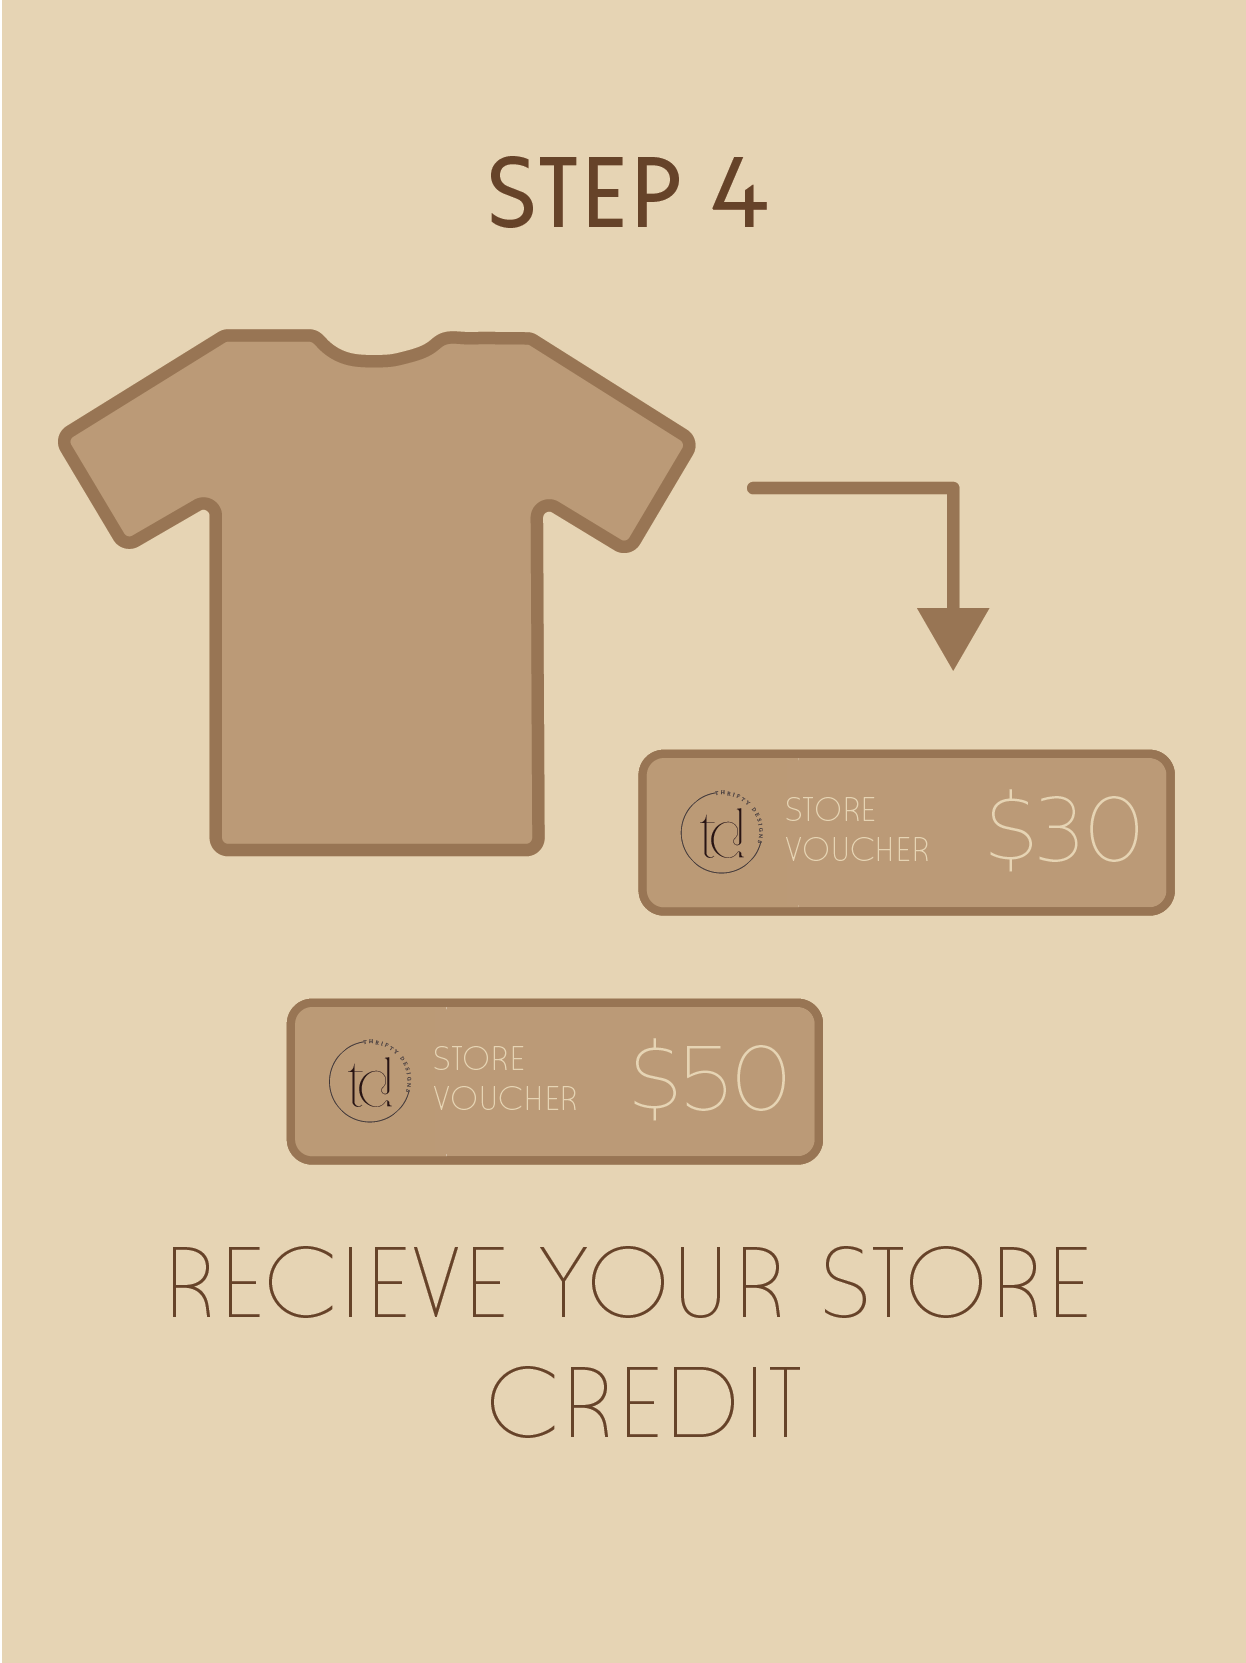 STEP 4
THRIFTY DESIGNS
td
STORE
VOUCHER
$30
THRIFTY DESIGNS
td
STORE
VOUCHER
$50
RECIEVE YOUR STORE
CREDIT